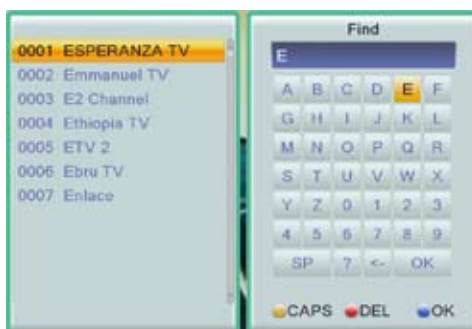 0001 ESPERANZA TV
0002 Emmanuel TV
0003 E2 Channel
0004 Ethiopia TV
0005 ETV 2
0006 Ebru TV
0007 Enlace
Find
E
A B C D E F
G H I J K L
M N O P Q R
S T U V W X
Y Z 0 1 2 3
4 5 6 7 8 9
SP ? <- OK
CAPS DEL OK